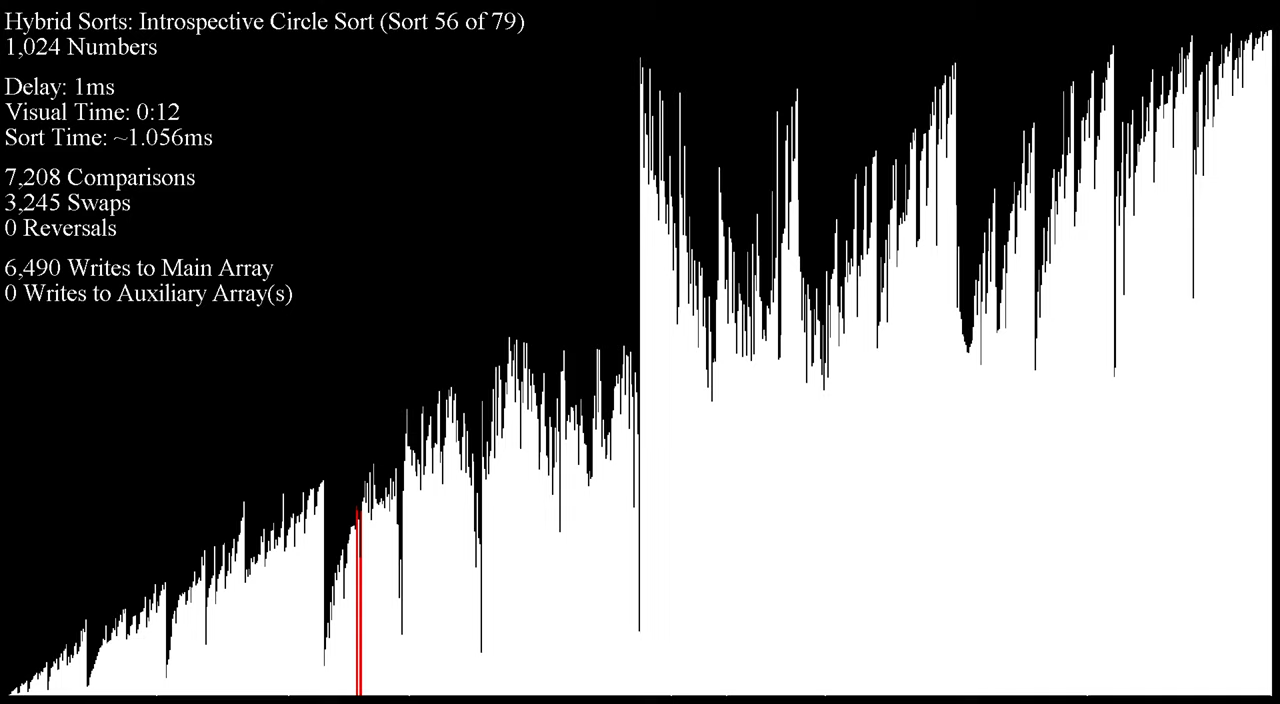 Hybrid Sorts: Introspective Circle Sort (Sort 56 of 79)
1,024 Numbers
Delay: 1ms
Visual Time: 0:12
Sort Time: ~1.056ms
7,208 Comparisons
3,245 Swaps
0 Reversals
6,490 Writes to Main Array
0 Writes to Auxiliary Array(s)